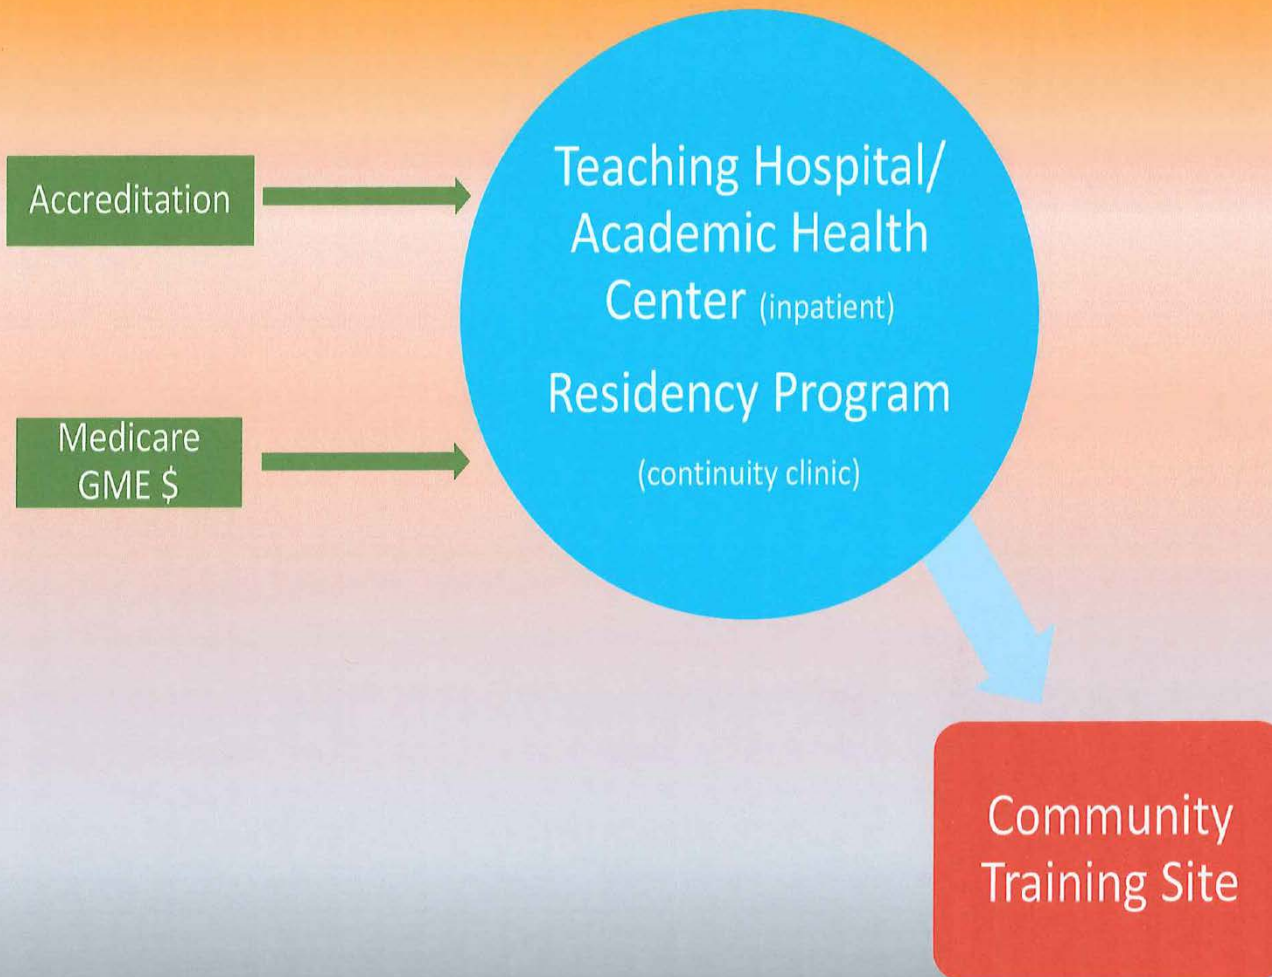 Accreditation
Teaching Hospital/
Academic Health
Center (inpatient)
Residency Program
(continuity clinic)
Medicare
GME $
Community
Training Site